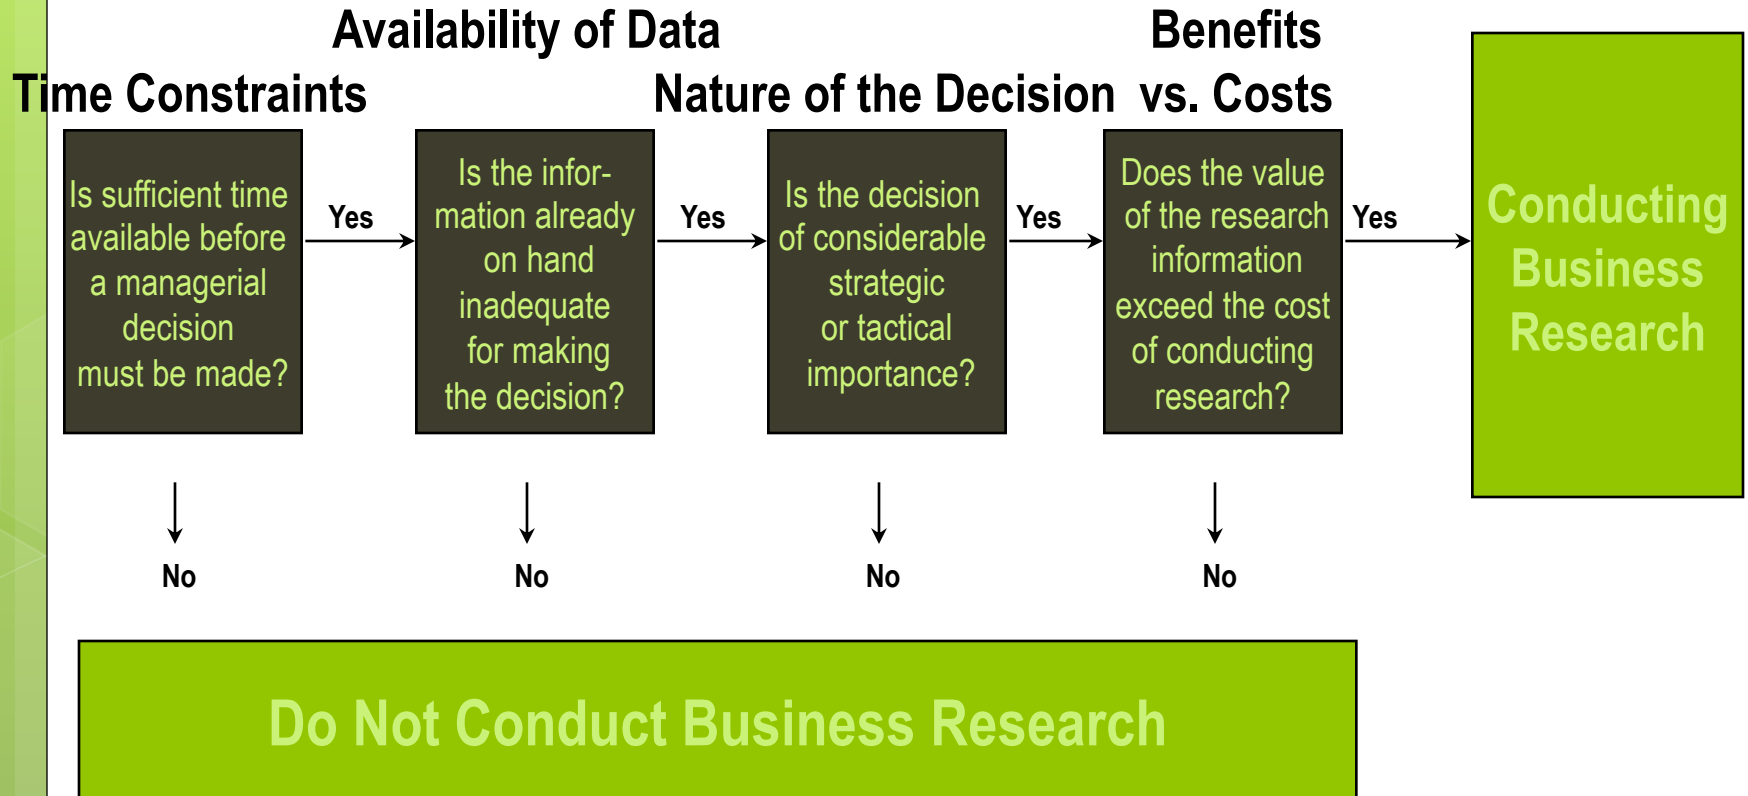 Availability of Data
Benefits
Time Constraints
Nature of the Decision
vs. Costs
Is sufficient time
available before
a managerial
decision
must be made?
Yes
Is the infor-
mation already
on hand
inadequate
for making
the decision?
Yes
Is the decision
of considerable
strategic
or tactical
importance?
Yes
Does the value
of the research
information
exceed the cost
of conducting
research?
Yes
Conducting
Business
Research
No
No
No
No
Do Not Conduct Business Research